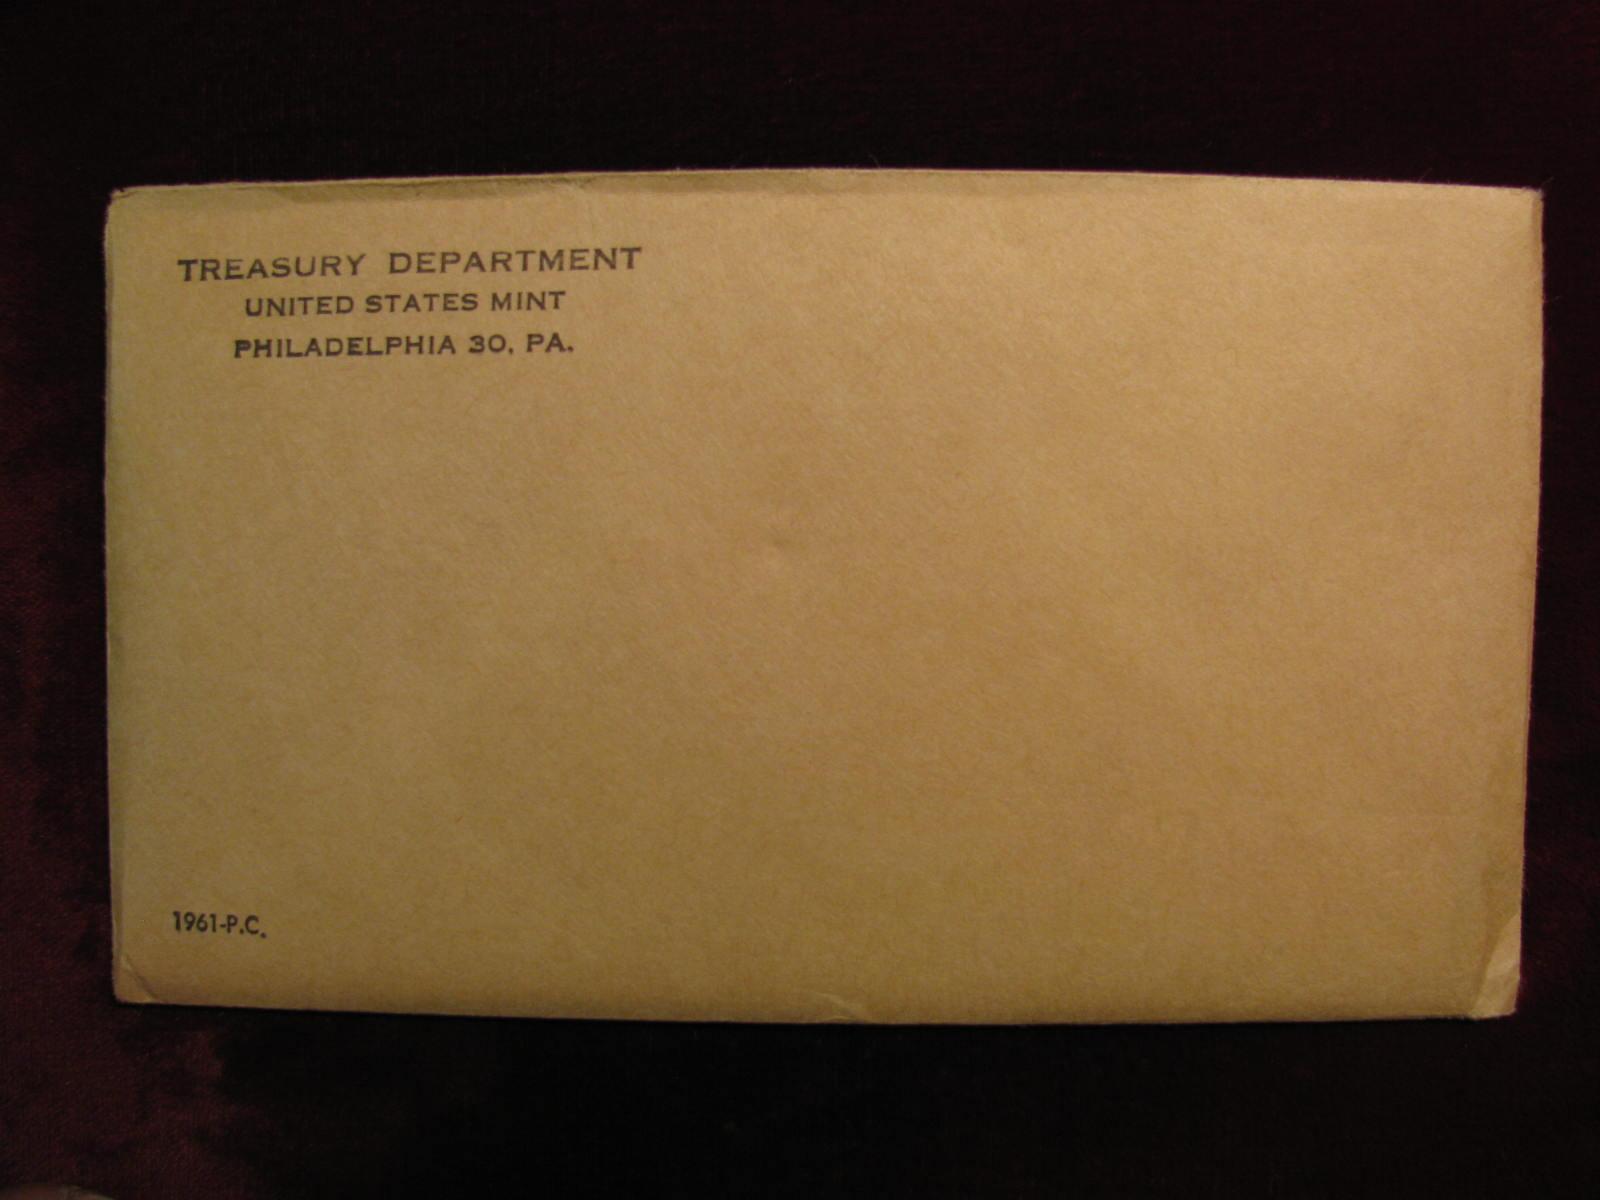 TREASURY DEPARTMENT
UNITED STATES MINT
PHILADELPHIA 30, PA.
1961-P.C.